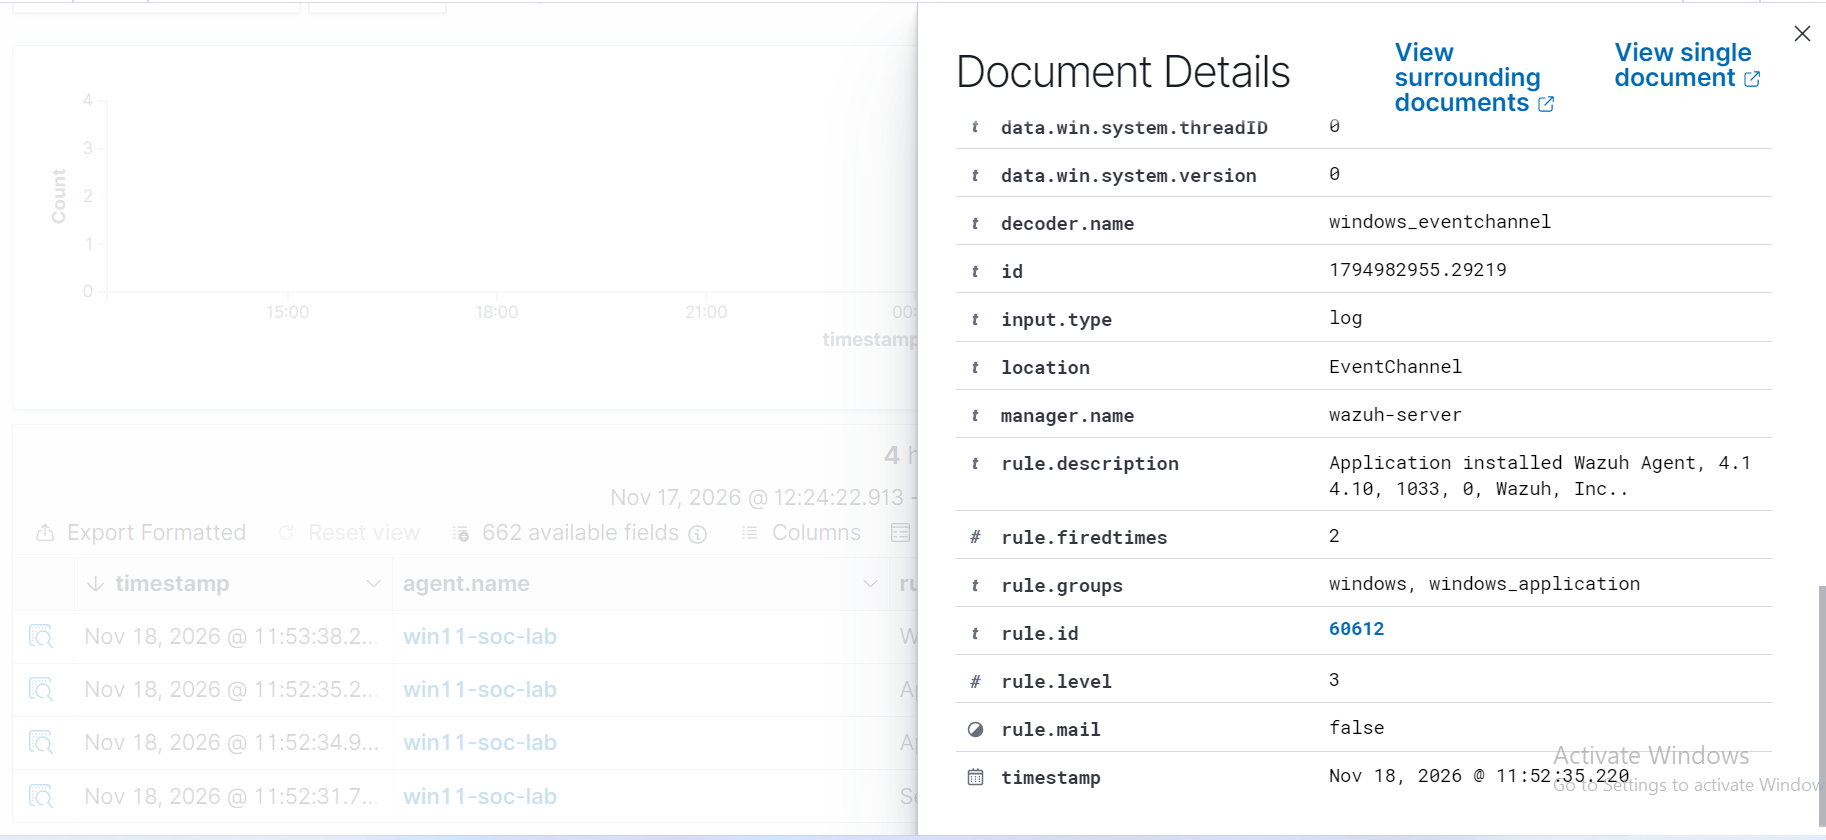 4
3
2
1
0
Count
15:00
18:00
21:00
00:
timestamp
4 h
Nov 17, 2026 @ 12:24:22.913 -
Export Formatted
Reset view
662 available fields
Columns
timestamp
agent.name
ru
Nov 18, 2026 @ 11:53:38.2...
win11-soc-lab
W
Nov 18, 2026 @ 11:52:35.2...
win11-soc-lab
A
Nov 18, 2026 @ 11:52:34.9...
win11-soc-lab
A
Nov 18, 2026 @ 11:52:31.7...
win11-soc-lab
Se
Document Details
View
surrounding
documents
View single
document
t data.win.system.threadID 0
t data.win.system.version 0
t decoder.name windows_eventchannel
t id 1794982955.29219
t input.type log
t location EventChannel
t manager.name wazuh-server
t rule.description Application installed Wazuh Agent, 4.1
4.10, 1033, 0, Wazuh, Inc..
# rule.firedtimes 2
t rule.groups windows, windows_application
t rule.id 60612
# rule.level 3
rule.mail false
timestamp Nov 18, 2026 @ 11:52:35.220
Activate Windows
Go to Settings to activate Window